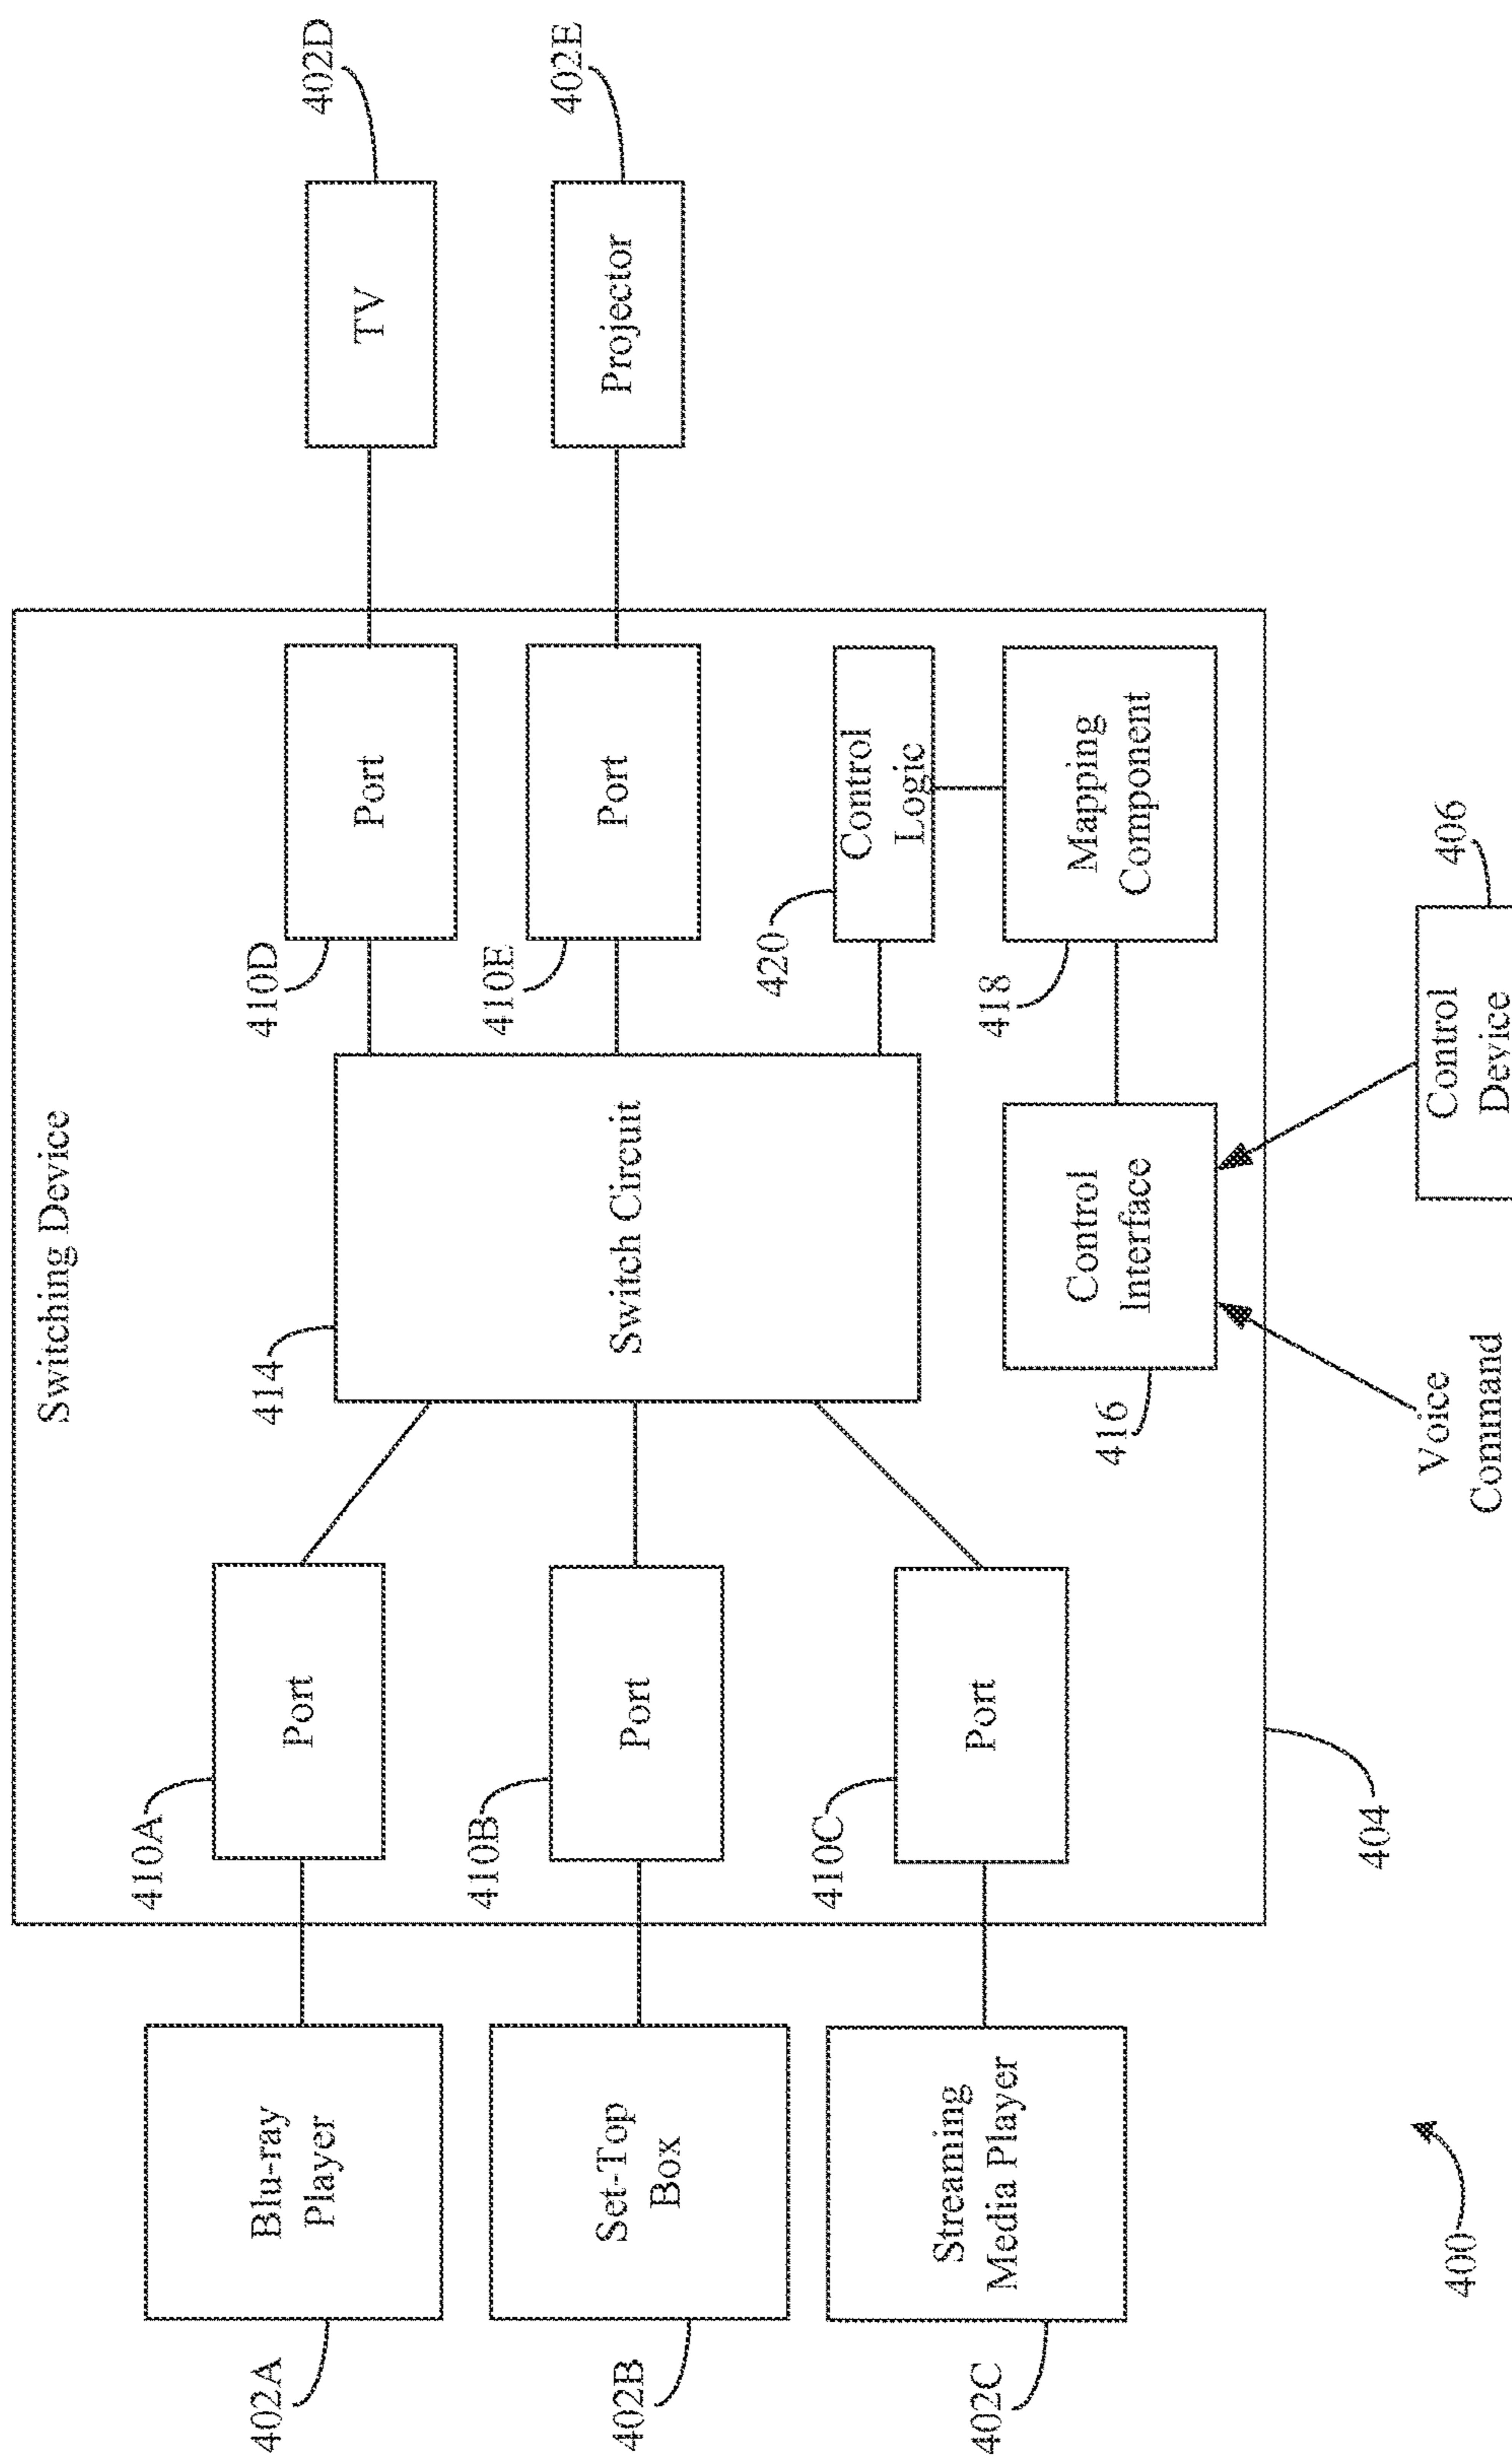 Switching Device
402A
Blu-ray
Player
410A
Port
402B
Set-Top
Box
410B
Port
402C
Streaming
Media Player
410C
Port
414
Switch Circuit
410D
Port
402D
TV
410E
Port
402E
Projector
420
Control
Logic
418
Mapping
Component
416
Control
Interface
404
Voice
Command
Control
Device
406
400